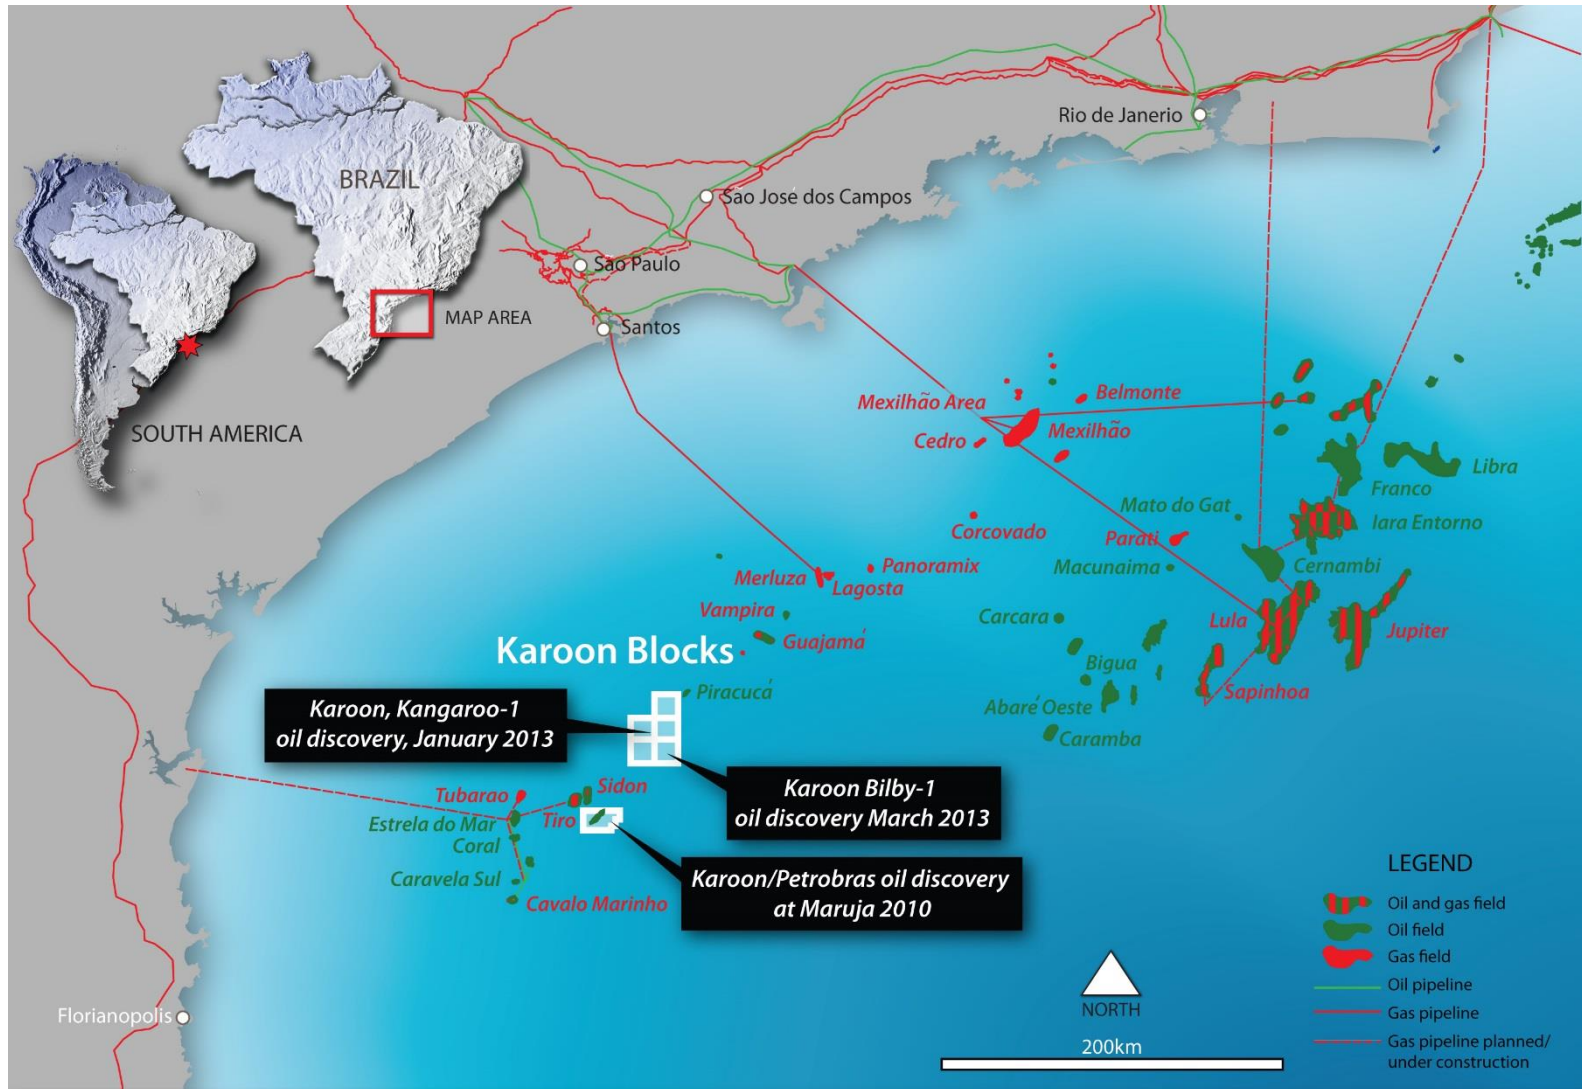 BRAZIL
MAP AREA
SOUTH AMERICA
Rio de Janerio
Sao José dos Campos
Sao Paulo
Santos
Florianopolis
Mexilhão Area
Belmonte
Cedro
Mexilhão
Corcovado
Libra
Franco
Mato do Gat
Iara Entorno
Parati
Macunaima
Cernambi
Merluza
Panoramix
Lagosta
Vampira
Guajamá
Carcara
Lula
Jupiter
Bigua
Sapinhoa
Abaré Oeste
Caramba
Karoon Blocks
Piracucá
Karoon, Kangaroo-1
oil discovery, January 2013
Karoon Bilby-1
oil discovery March 2013
Karoon/Petrobras oil discovery
at Maruja 2010
Sidon
Tubarao
Tiro
Estrela do Mar
Coral
Caravela Sul
Cavalo Marinho
NORTH
200km
LEGEND
Oil and gas field
Oil field
Gas field
Oil pipeline
Gas pipeline
Gas pipeline planned/
under construction